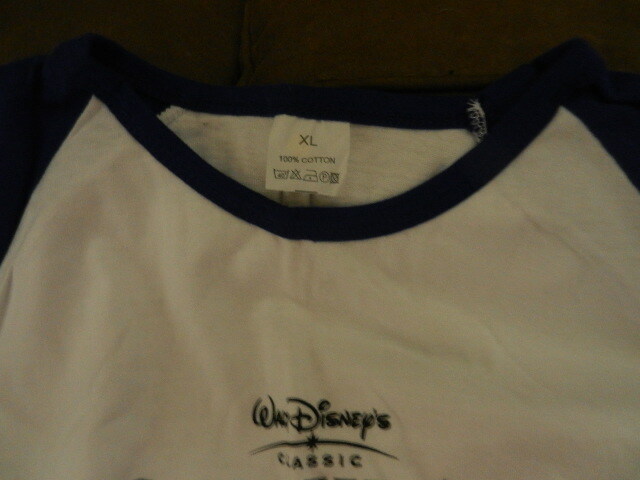 XL
100% COTTON
Walt Disney's
CLASSIC